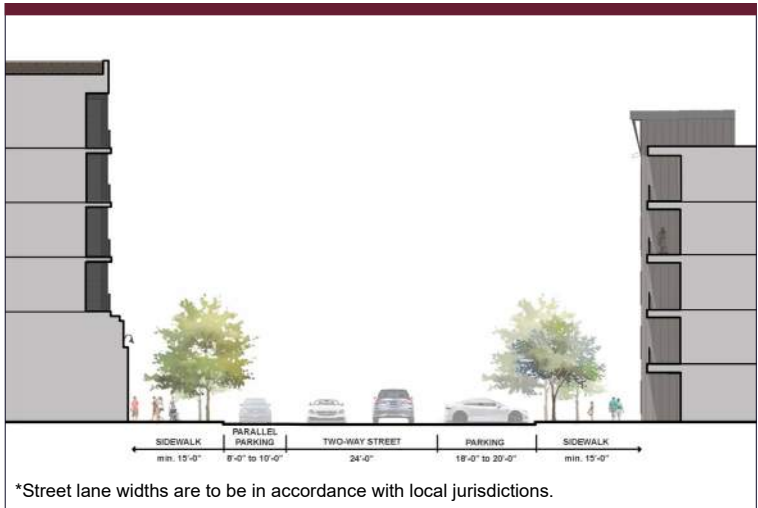 SIDEWALK
min. 15'-0"
PARALLEL
PARKING
8'-0" to 10'-0"
TWO-WAY STREET
24'-0"
PARKING
18'-0" to 20'-0"
SIDEWALK
min. 15'-0"
*Street lane widths are to be in accordance with local jurisdictions.